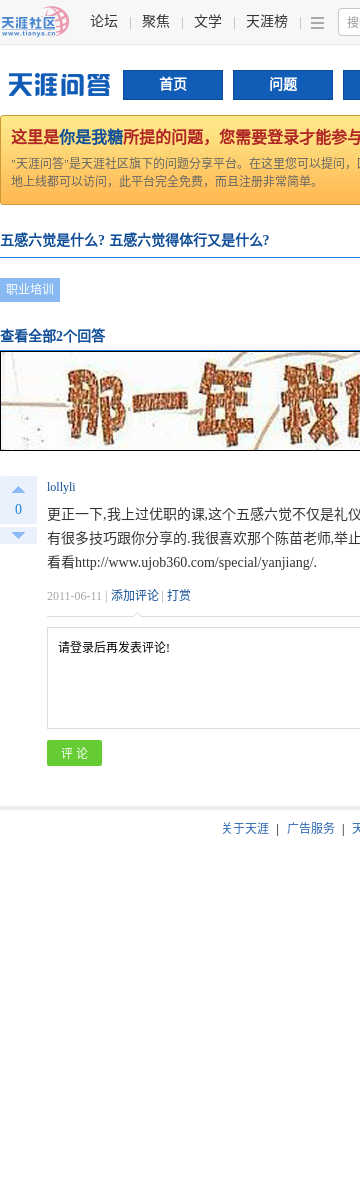 天涯社区
www.tianya.cn
论坛 | 聚焦 | 文学 | 天涯榜 |
搜
天涯问答
首页
问题
这里是你是我糖所提的问题，您需要登录才能参与
"天涯问答"是天涯社区旗下的问题分享平台。在这里您可以提问，
地上线都可以访问，此平台完全免费，而且注册非常简单。
五感六觉是什么? 五感六觉得体行又是什么?
职业培训
查看全部2个回答
那一年 我
lollyli
0
更正一下,我上过优职的课,这个五感六觉不仅是礼仪
有很多技巧跟你分享的.我很喜欢那个陈苗老师,举止
看看http://www.ujob360.com/special/yanjiang/.
2011-06-11 | 添加评论 | 打赏
请登录后再发表评论!
评 论
关于天涯 | 广告服务 | 天